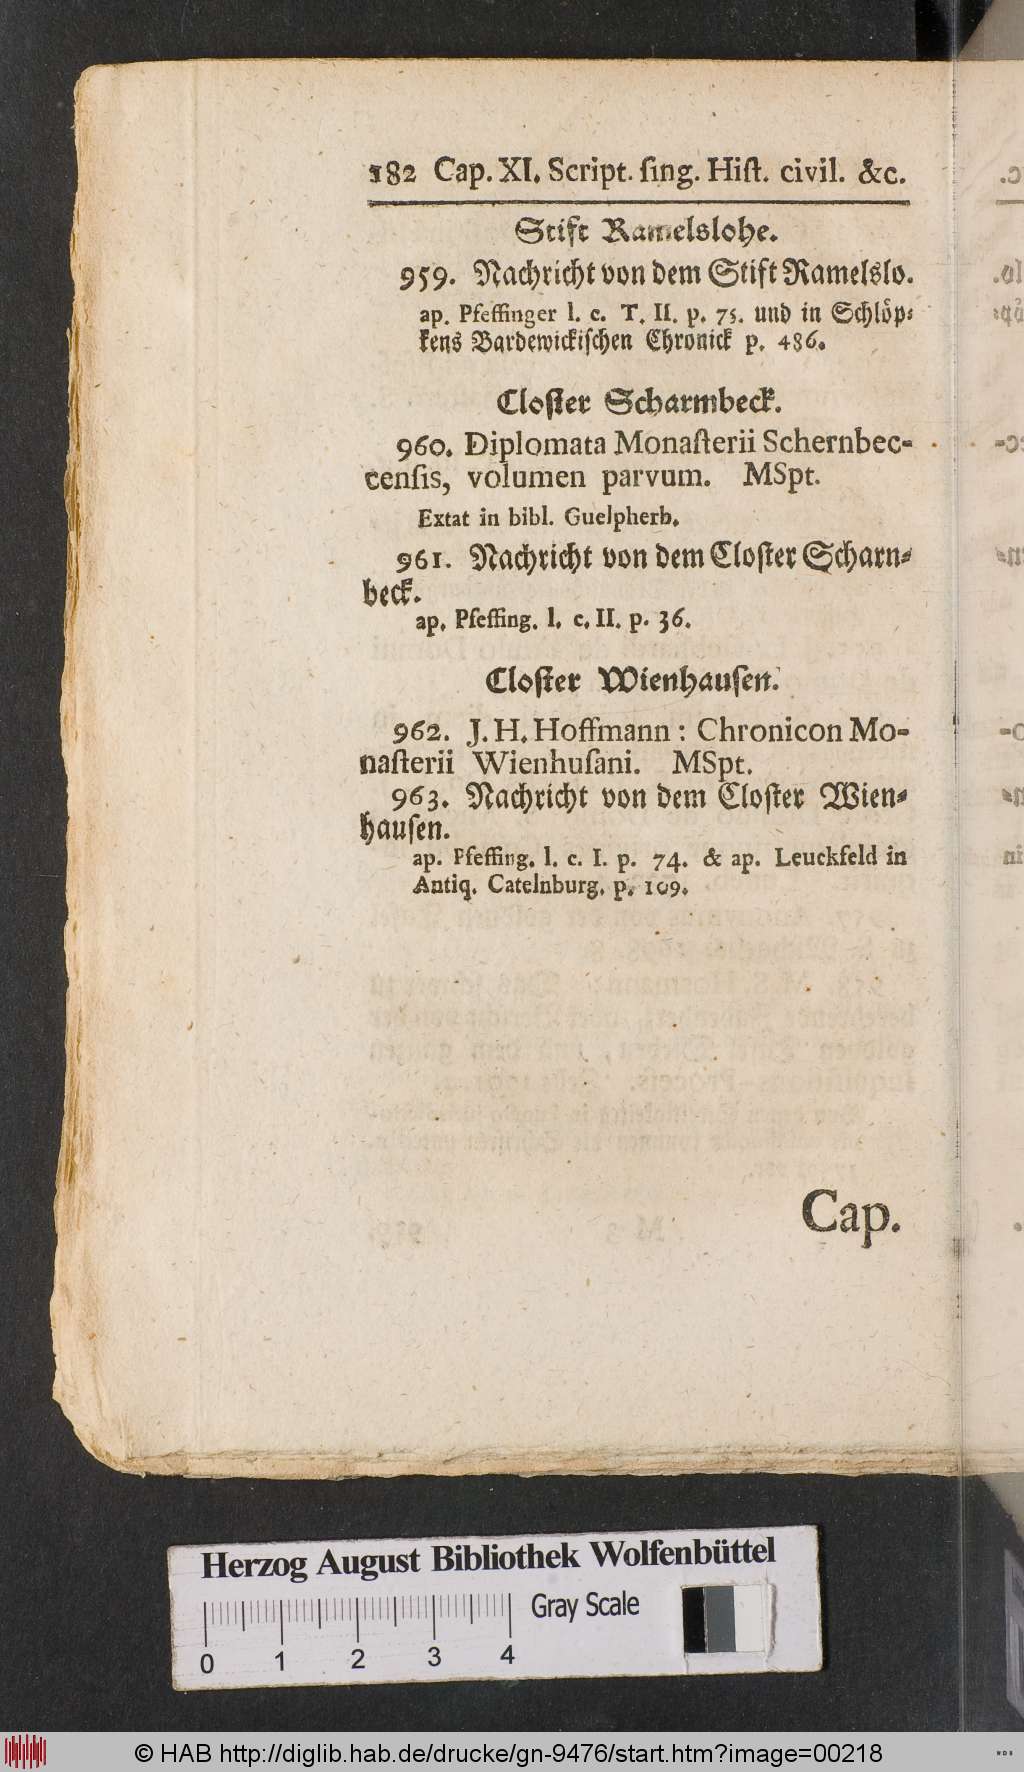 182 Cap. XI. Script. ſing. Hiſt. civil. &c.
Stift Ramelslohe.
959. Nachricht von dem Stift Ramelslo.
ap. Pfeffinger l. c. T. II. p. 75. und in Schlöp-
kens Bardewickiſchen Chronick p. 486.
Cloſter Scharmbeck.
960. Diplomata Monaſterii Schernbec-
cenſis, volumen parvum. MSpt.
Extat in bibl. Guelpherb.
961. Nachricht von dem Cloſter Scharn-
beck.
ap. Pfeffing. l. c. II. p. 36.
Cloſter Wienhauſen.
962. J. H. Hoffmann: Chronicon Mo-
naſterii Wienhuſani. MSpt.
963. Nachricht von dem Cloſter Wien-
hauſen.
ap. Pfeffing. l. c. I. p. 74. & ap. Leuckfeld in
Antiq. Catelnburg. p. 109.
Cap.
Herzog August Bibliothek Wolfenbüttel
Gray Scale
0 1 2 3 4
© HAB http://diglib.hab.de/drucke/gn-9476/start.htm?image=00218